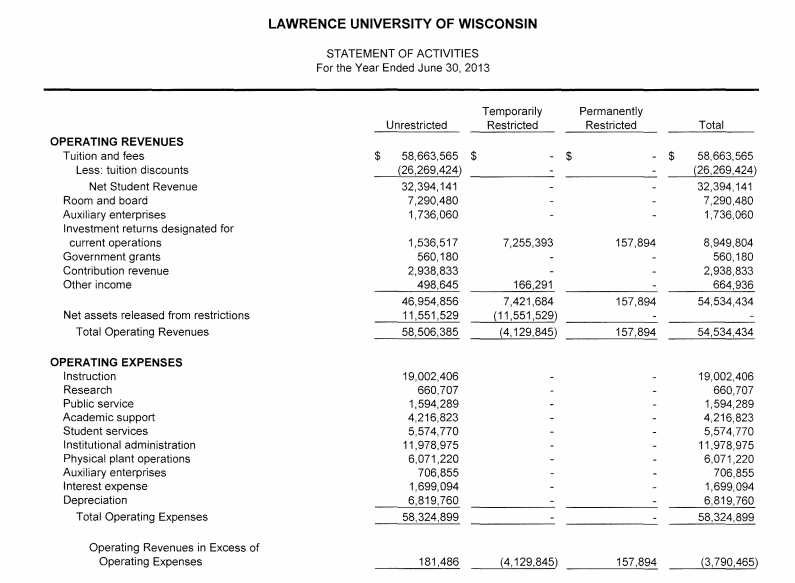 LAWRENCE UNIVERSITY OF WISCONSIN
STATEMENT OF ACTIVITIES
For the Year Ended June 30, 2013
Unrestricted Temporarily Restricted Permanently Restricted Total
OPERATING REVENUES
Tuition and fees $ 58,663,565 $ - $ - $ 58,663,565
Less: tuition discounts (26,269,424) - - (26,269,424)
Net Student Revenue 32,394,141 - - 32,394,141
Room and board 7,290,480 - - 7,290,480
Auxiliary enterprises 1,736,060 - - 1,736,060
Investment returns designated for
current operations 1,536,517 7,255,393 157,894 8,949,804
Government grants 560,180 - - 560,180
Contribution revenue 2,938,833 - - 2,938,833
Other income 498,645 166,291 - 664,936
46,954,856 7,421,684 157,894 54,534,434
Net assets released from restrictions 11,551,529 (11,551,529) - -
Total Operating Revenues 58,506,385 (4,129,845) 157,894 54,534,434
OPERATING EXPENSES
Instruction 19,002,406 - - 19,002,406
Research 660,707 - - 660,707
Public service 1,594,289 - - 1,594,289
Academic support 4,216,823 - - 4,216,823
Student services 5,574,770 - - 5,574,770
Institutional administration 11,978,975 - - 11,978,975
Physical plant operations 6,071,220 - - 6,071,220
Auxiliary enterprises 706,855 - - 706,855
Interest expense 1,699,094 - - 1,699,094
Depreciation 6,819,760 - - 6,819,760
Total Operating Expenses 58,324,899 - - 58,324,899
Operating Revenues in Excess of
Operating Expenses 181,486 (4,129,845) 157,894 (3,790,465)